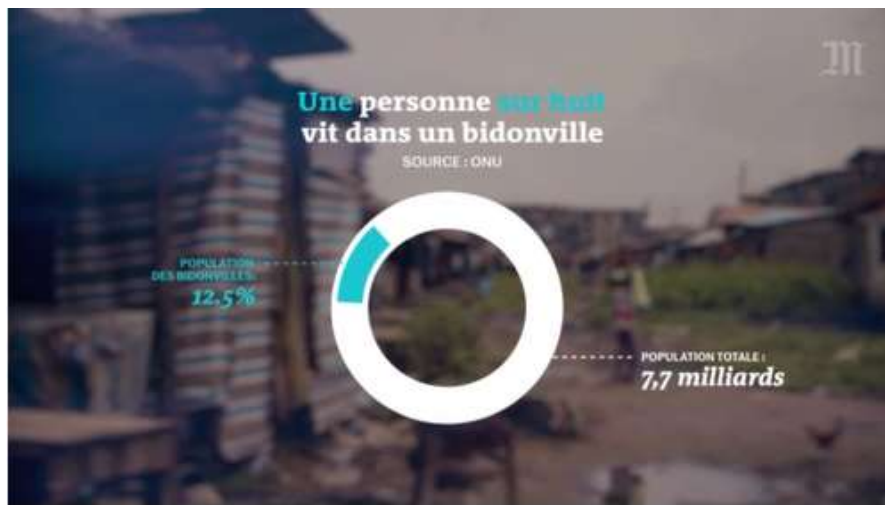 M
Une personne sur huit
vit dans un bidonville
SOURCE : ONU
POPULATION
DES BIDONVILLES:
12.5%
POPULATION TOTALE :
7,7 milliards